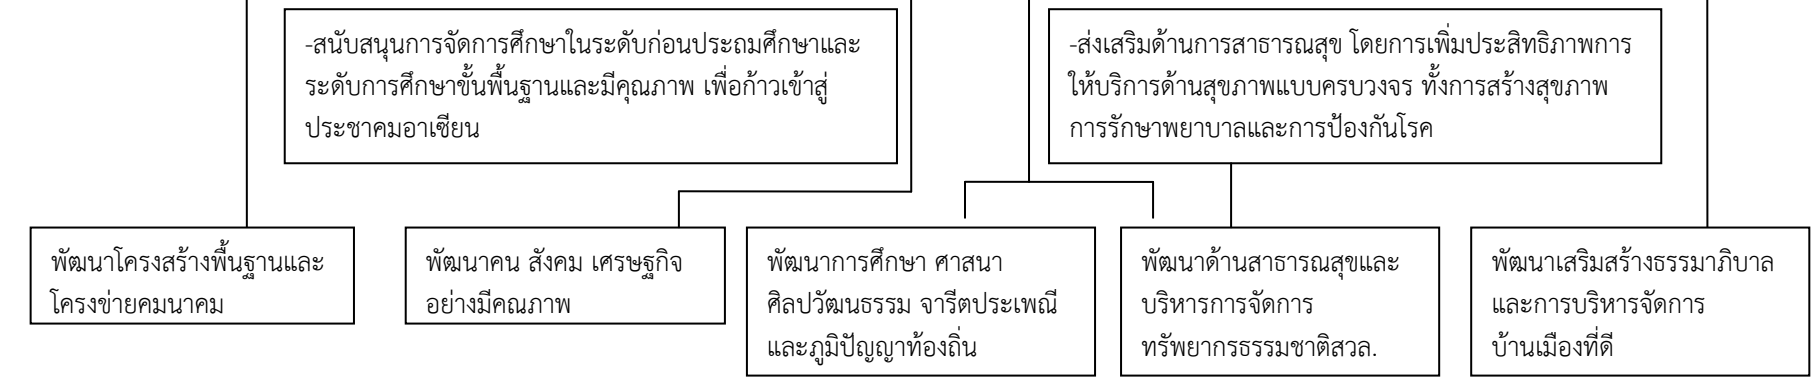 -สนับสนุนการจัดการศึกษาในระดับก่อนประถมศึกษาและ
ระดับการศึกษาขั้นพื้นฐานและมีคุณภาพ เพื่อก้าวเข้าสู่
ประชาคมอาเซียน
-ส่งเสริมด้านการสาธารณสุข โดยการเพิ่มประสิทธิภาพการ
ให้บริการด้านสุขภาพแบบครบวงจร ทั้งการสร้างสุขภาพ
การรักษาพยาบาลและการป้องกันโรค
พัฒนาโครงสร้างพื้นฐานและ
โครงข่ายคมนาคม
พัฒนาคน สังคม เศรษฐกิจ
อย่างมีคณภาพ
พัฒนาการศึกษา ศาสนา
ศิลปวัฒนธรรม จารีตประเพณี
และภูมิปัญญาท้องถิ่น
พัฒนาด้านสาธารณสุขและ
บริหารการจัดการ
ทรัพยากรธรรมชาติสวล.
พัฒนาเสริมสร้างธรรมาภิบาล
และการบริหารจัดการ
บ้านเมืองที่ดี